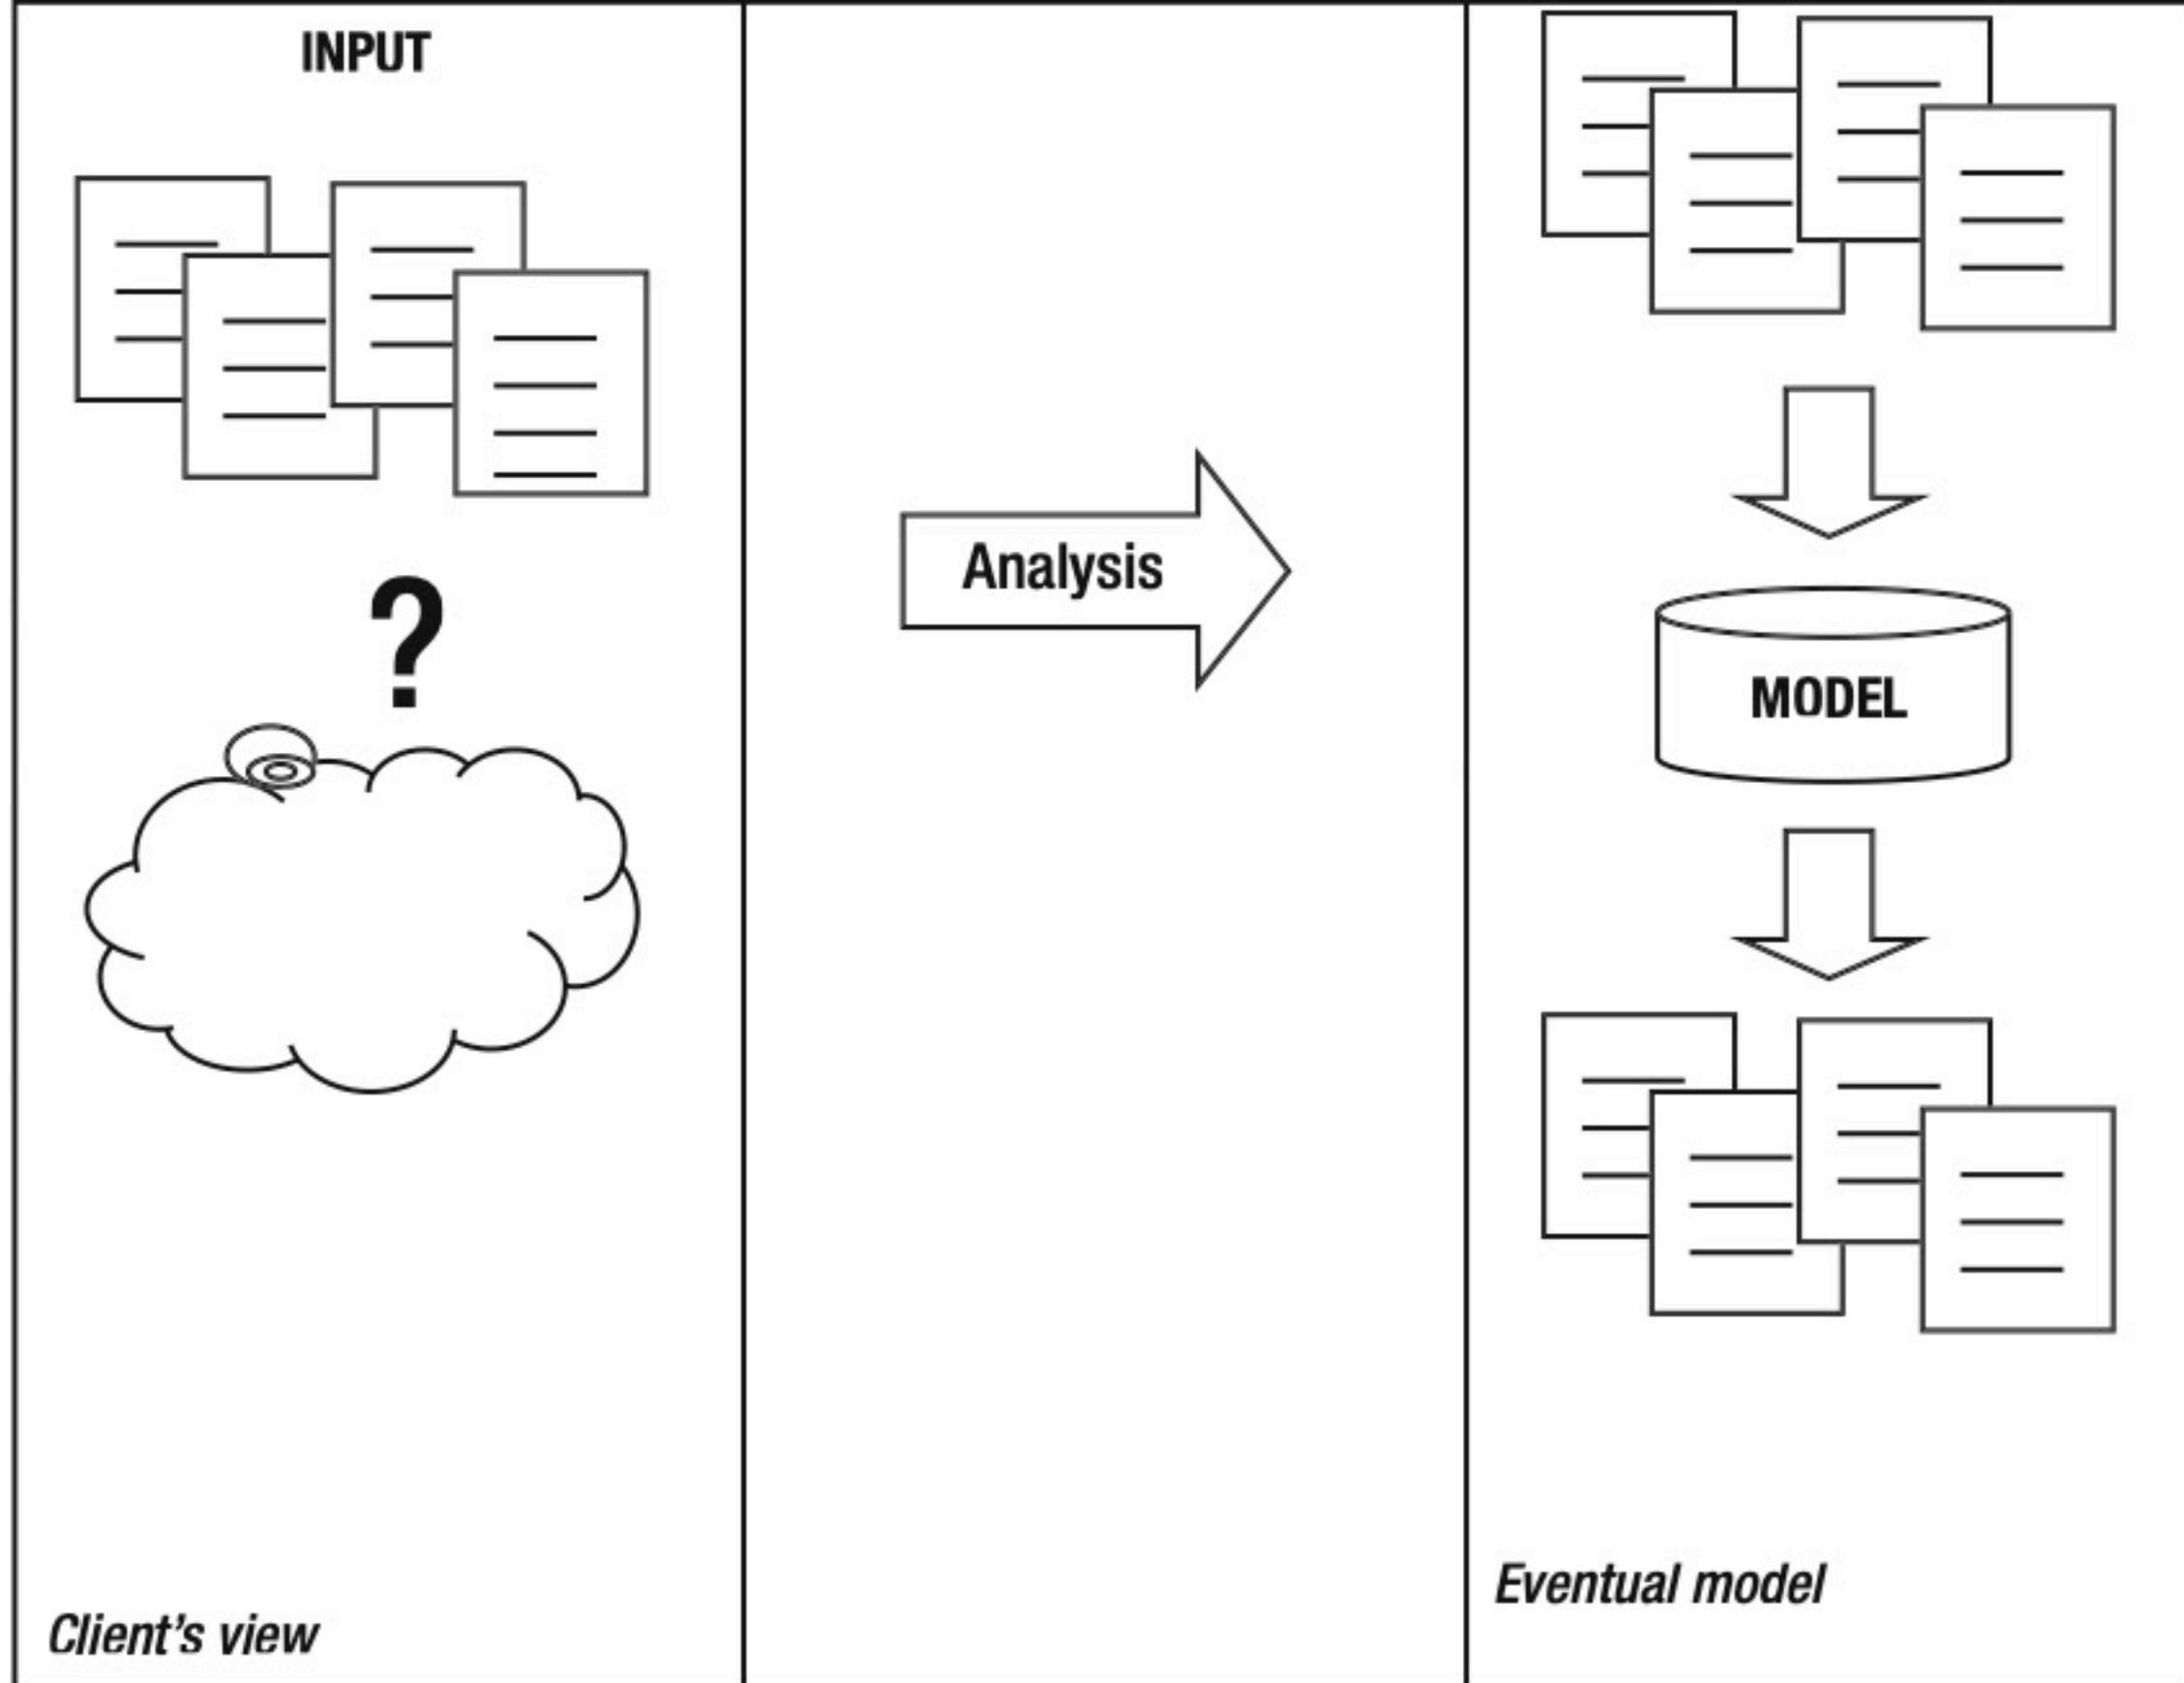 INPUT
?
Client's view
Analysis
MODEL
Eventual model